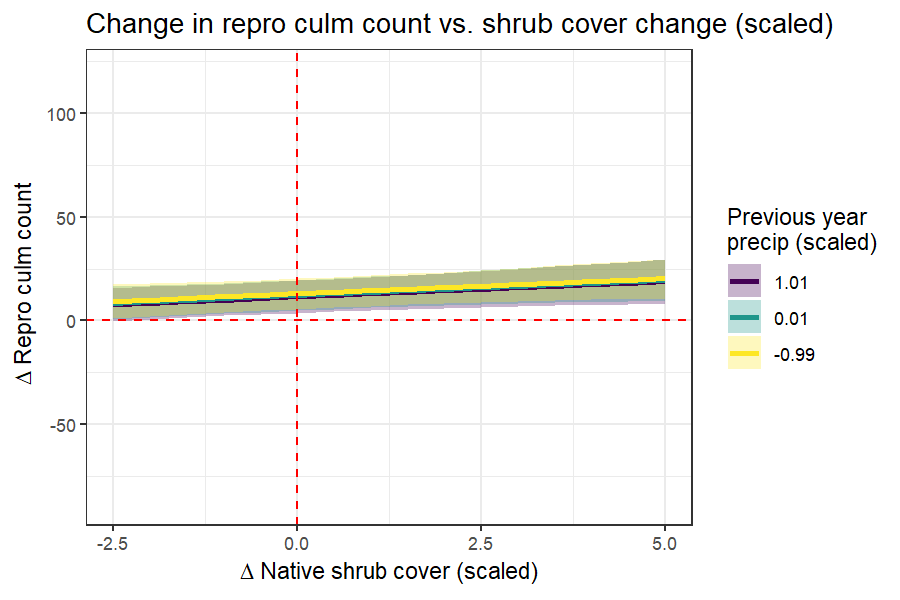 Change in repro culm count vs. shrub cover change (scaled)
Δ Repro culm count
100
50
0
-50
-2.5
0.0
2.5
5.0
Δ Native shrub cover (scaled)
Previous year
precip (scaled)
1.01
0.01
-0.99